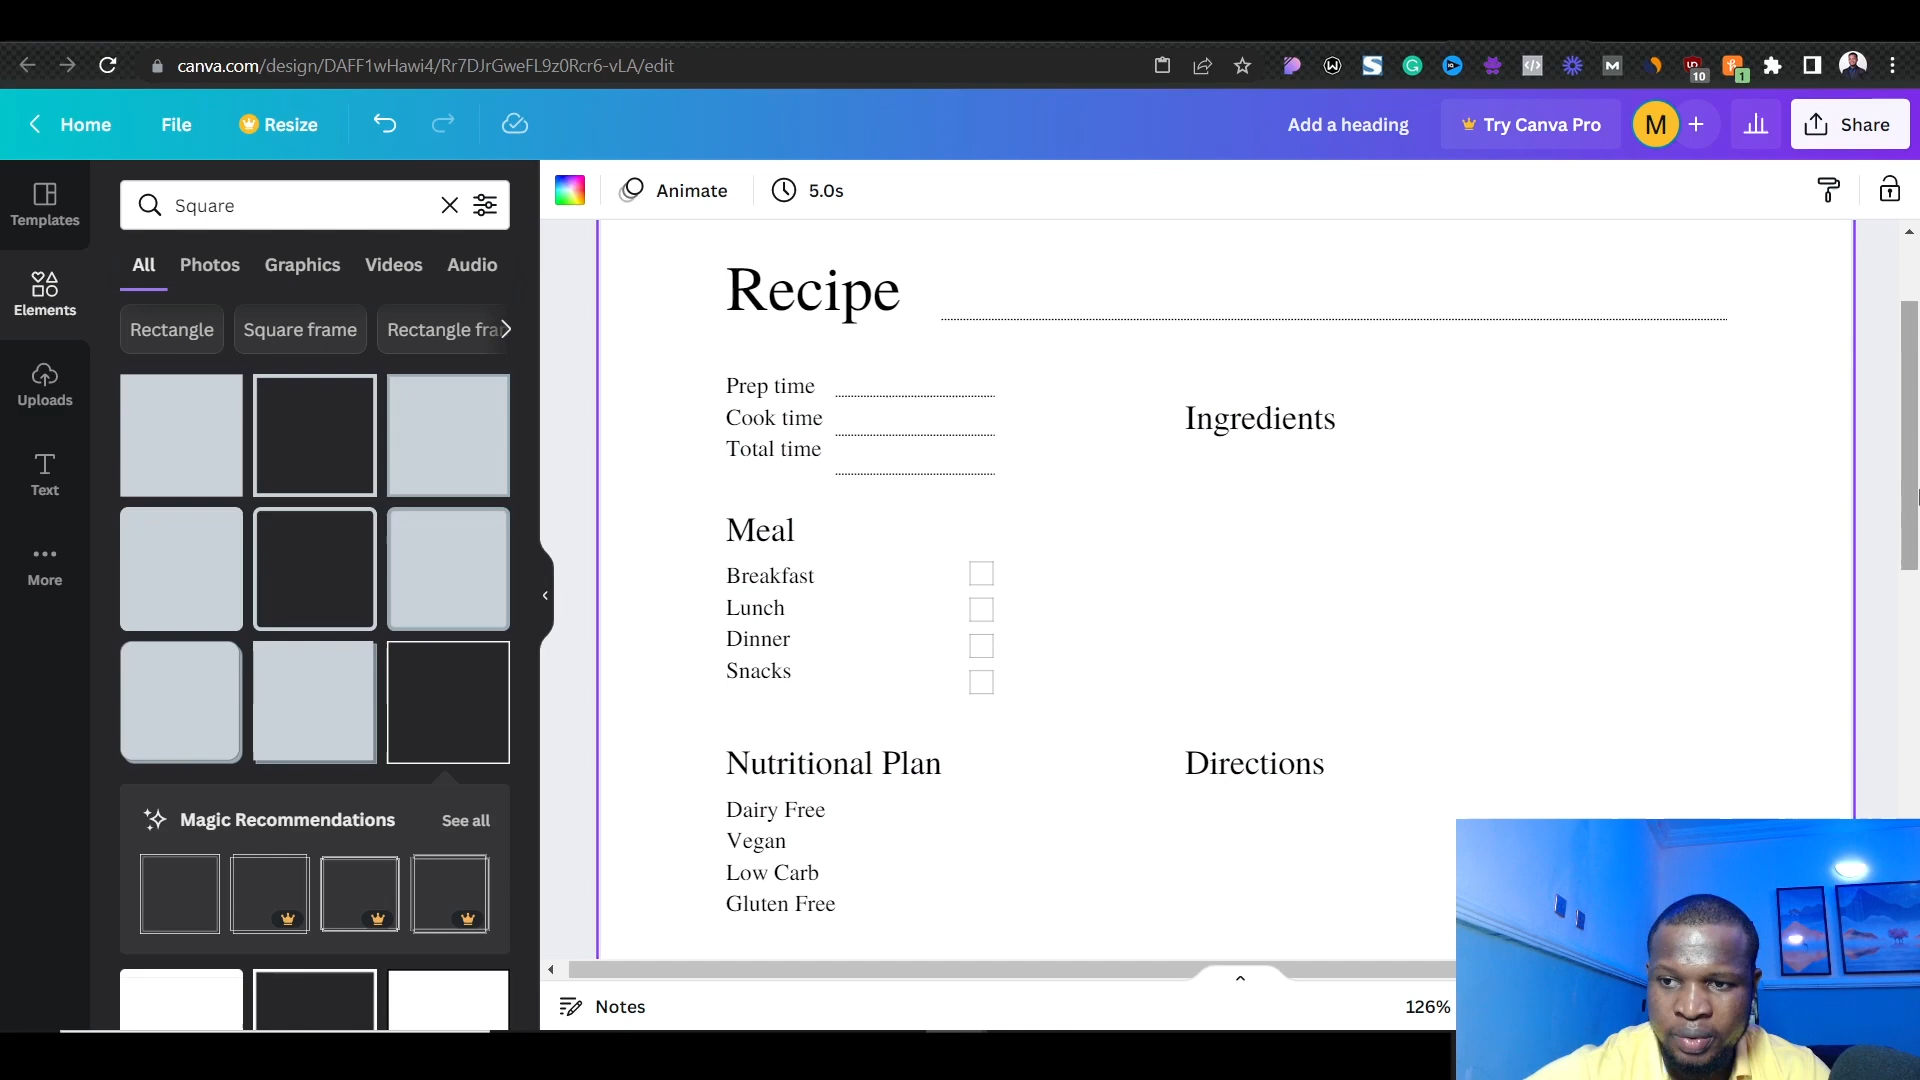 canva.com/design/DAFF1wHawi4/Rr7DJrGweFL9z0Rcr6-vLA/edit
10
1
Home
File
Resize
Add a heading
Try Canva Pro
M
Share
Templates
Elements
Uploads
Text
More
Square
All Photos Graphics Videos Audio
Rectangle
Square frame
Rectangle fra
Magic Recommendations
See all
Animate
5.0s
Recipe
Prep time
Cook time
Total time
Ingredients
Meal
Breakfast
Lunch
Dinner
Snacks
Nutritional Plan
Directions
Dairy Free
Vegan
Low Carb
Gluten Free
Notes
126%